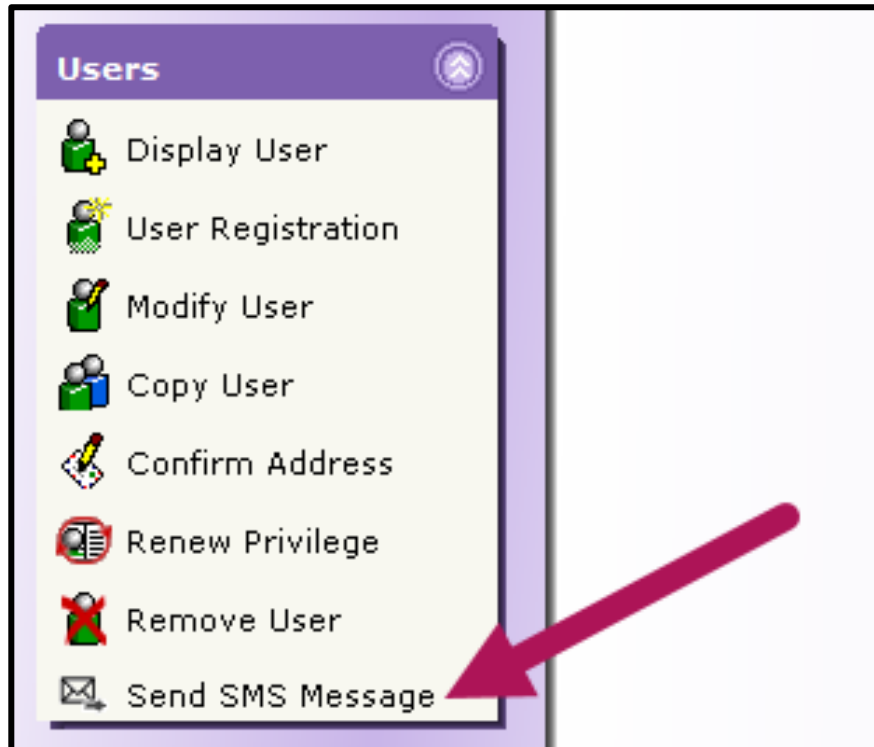 Users
Display User
User Registration
Modify User
Copy User
Confirm Address
Renew Privilege
Remove User
Send SMS Message